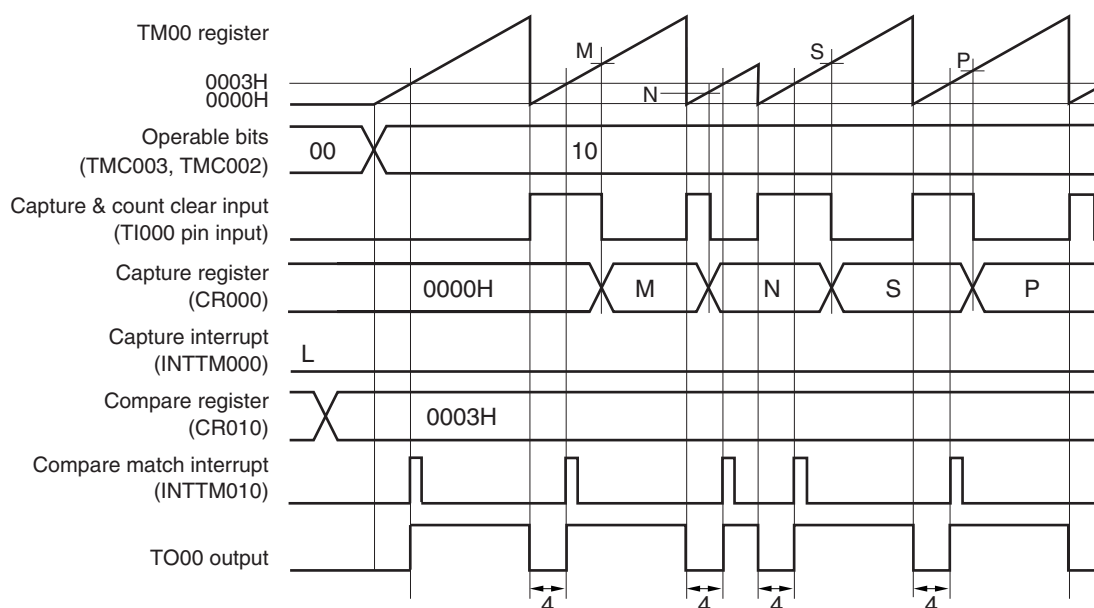 TM00 register
M
S
P
0003H
N
0000H
Operable bits
(TMC003, TMC002)
00
10
Capture & count clear input
(TI000 pin input)
Capture register
(CR000)
0000H
M
N
S
P
Capture interrupt
(INTTM000)
L
Compare register
(CR010)
0003H
Compare match interrupt
(INTTM010)
TO00 output
4
4
4
4